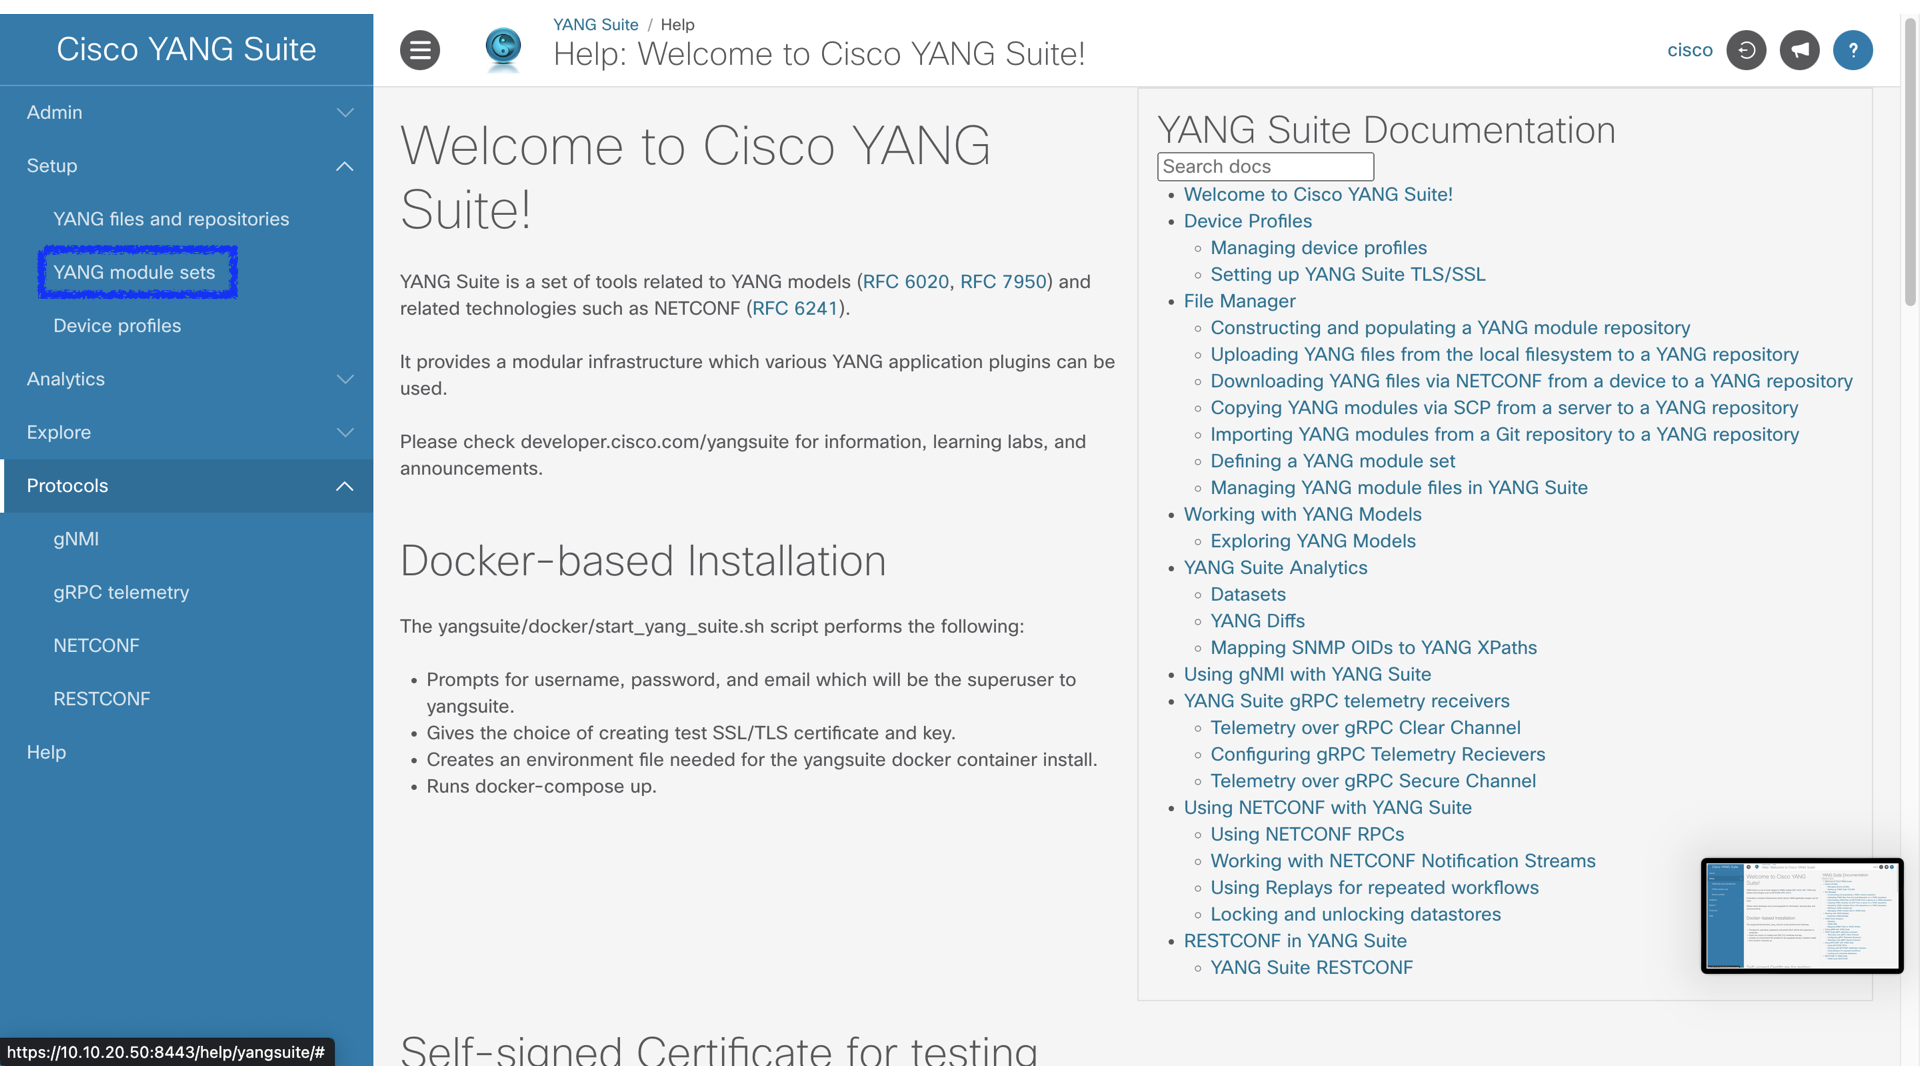 Cisco YANG Suite
Admin
Setup
YANG files and repositories
YANG module sets
Device profiles
Analytics
Explore
Protocols
gNMI
gRPC telemetry
NETCONF
RESTCONF
Help
https://10.10.20.50:8443/help/yangsuite/#
YANG Suite / Help
Help: Welcome to Cisco YANG Suite!
cisco
?
Welcome to Cisco YANG
Suite!
YANG Suite is a set of tools related to YANG models (RFC 6020, RFC 7950) and
related technologies such as NETCONF (RFC 6241).
It provides a modular infrastructure which various YANG application plugins can be
used.
Please check developer.cisco.com/yangsuite for information, learning labs, and
announcements.
Docker-based Installation
The yangsuite/docker/start_yang_suite.sh script performs the following:
• Prompts for username, password, and email which will be the superuser to
yangsuite.
• Gives the choice of creating test SSL/TLS certificate and key.
• Creates an environment file needed for the yangsuite docker container install.
• Runs docker-compose up.
Self-signed Certificate for testing
YANG Suite Documentation
Search docs
• Welcome to Cisco YANG Suite!
• Device Profiles
◦ Managing device profiles
◦ Setting up YANG Suite TLS/SSL
• File Manager
◦ Constructing and populating a YANG module repository
◦ Uploading YANG files from the local filesystem to a YANG repository
◦ Downloading YANG files via NETCONF from a device to a YANG repository
◦ Copying YANG modules via SCP from a server to a YANG repository
◦ Importing YANG modules from a Git repository to a YANG repository
◦ Defining a YANG module set
◦ Managing YANG module files in YANG Suite
• Working with YANG Models
◦ Exploring YANG Models
• YANG Suite Analytics
◦ Datasets
◦ YANG Diffs
◦ Mapping SNMP OIDs to YANG XPaths
• Using gNMI with YANG Suite
• YANG Suite gRPC telemetry receivers
◦ Telemetry over gRPC Clear Channel
◦ Configuring gRPC Telemetry Recievers
◦ Telemetry over gRPC Secure Channel
• Using NETCONF with YANG Suite
◦ Using NETCONF RPCs
◦ Working with NETCONF Notification Streams
◦ Using Replays for repeated workflows
◦ Locking and unlocking datastores
• RESTCONF in YANG Suite
◦ YANG Suite RESTCONF